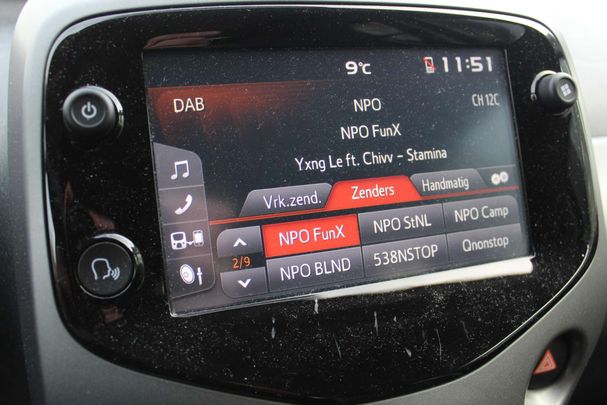 9°C 11:51
DAB NPO CH 12C
NPO FunX
Yxng Le ft. Chivv – Stamina
Vrk.zend. Zenders Handmatig
NPO FunX NPO StNL NPO Camp
2/9
NPO BLND 538NSTOP Qnonstop